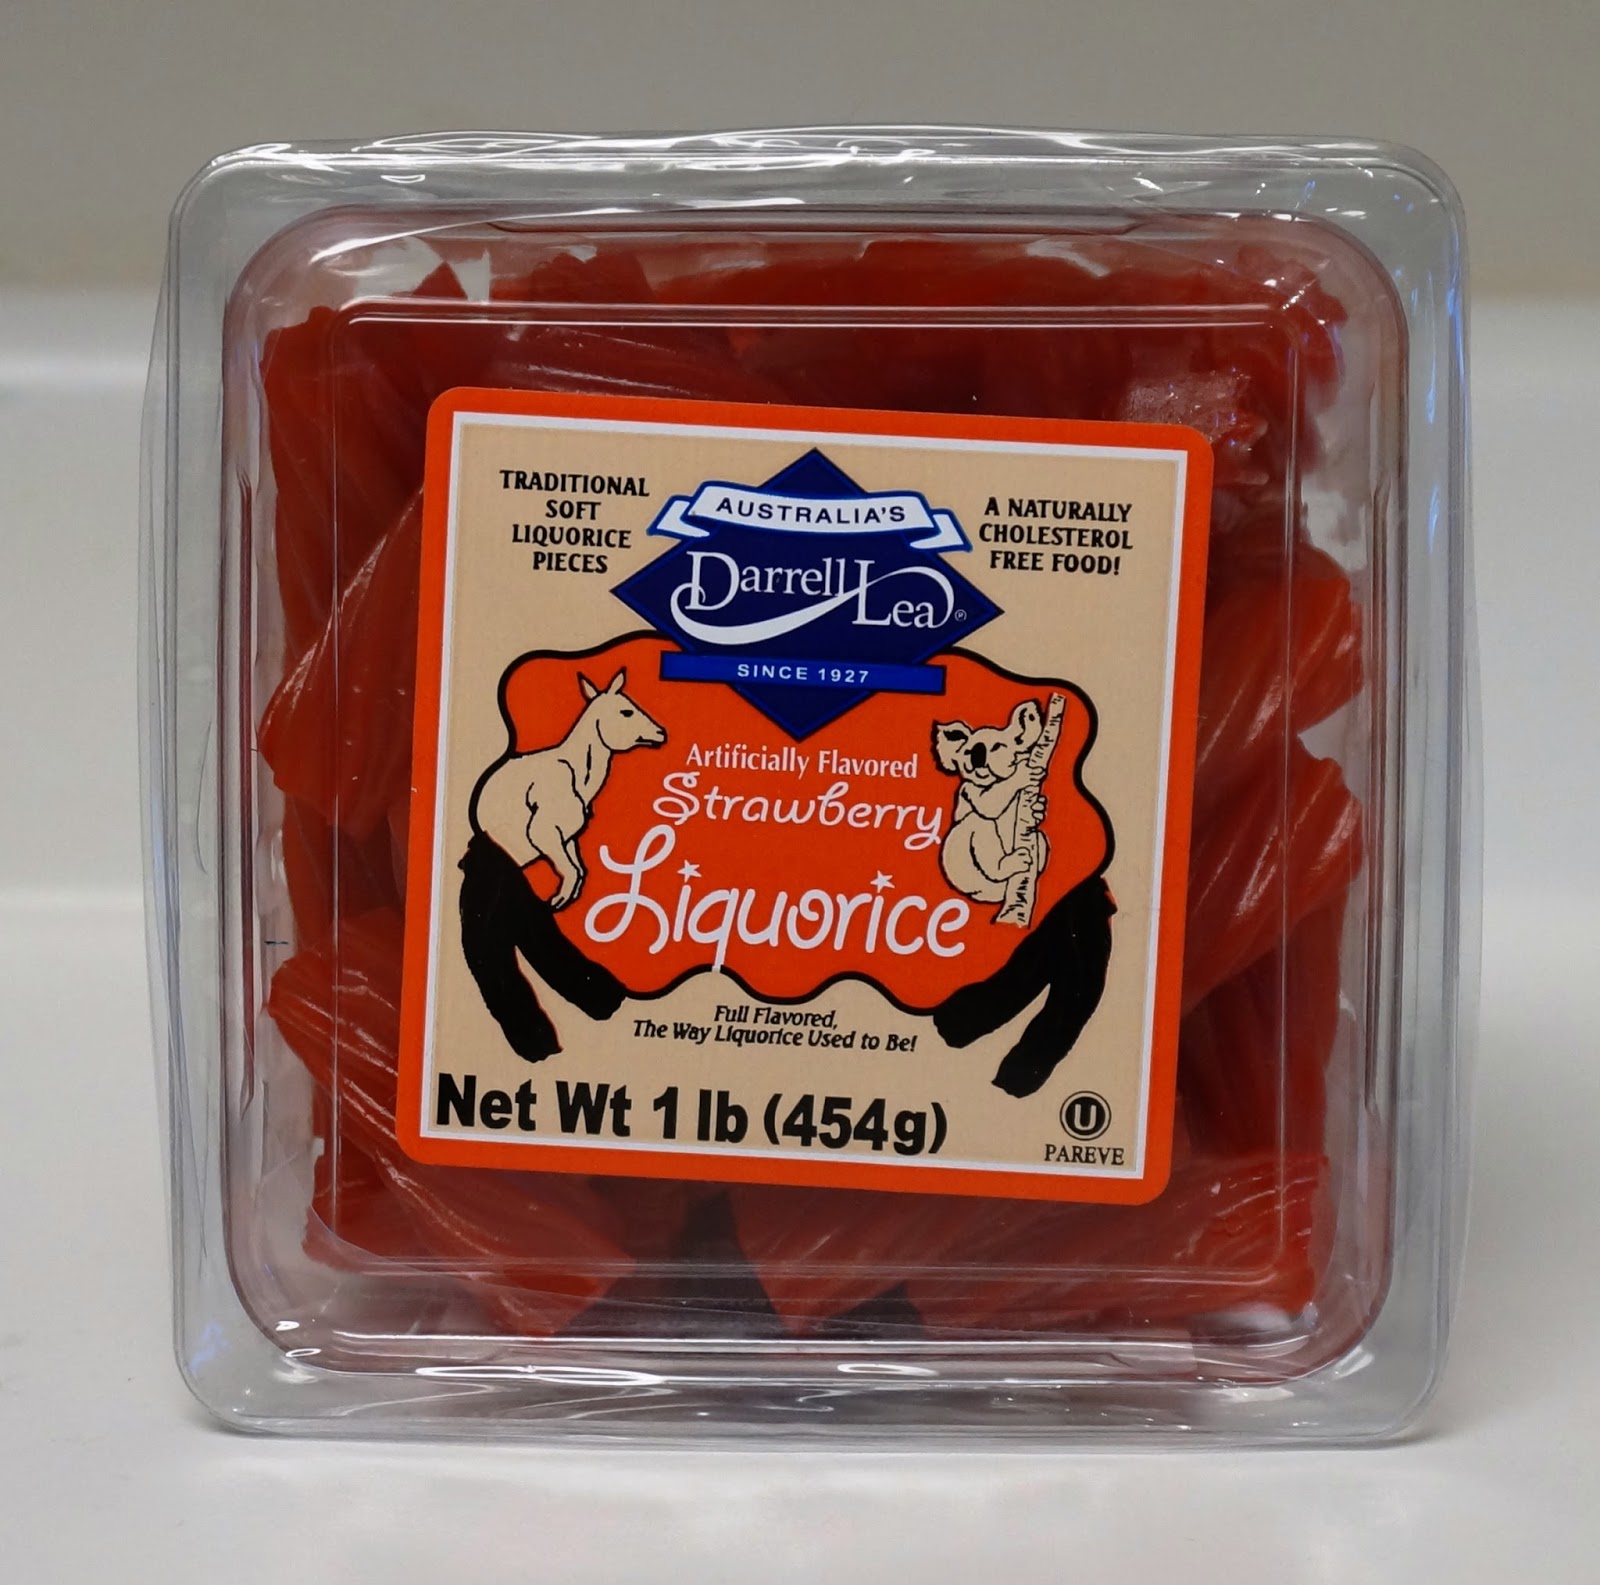 TRADITIONAL
SOFT
LIQUORICE
PIECES
AUSTRALIA'S
Darrell Lea®
SINCE 1927
A NATURALLY
CHOLESTEROL
FREE FOOD!
Artificially Flavored
Strawberry
Liquorice
Full Flavored,
The Way Liquorice Used to Be!
Net Wt 1 lb (454g)
U
PAREVE